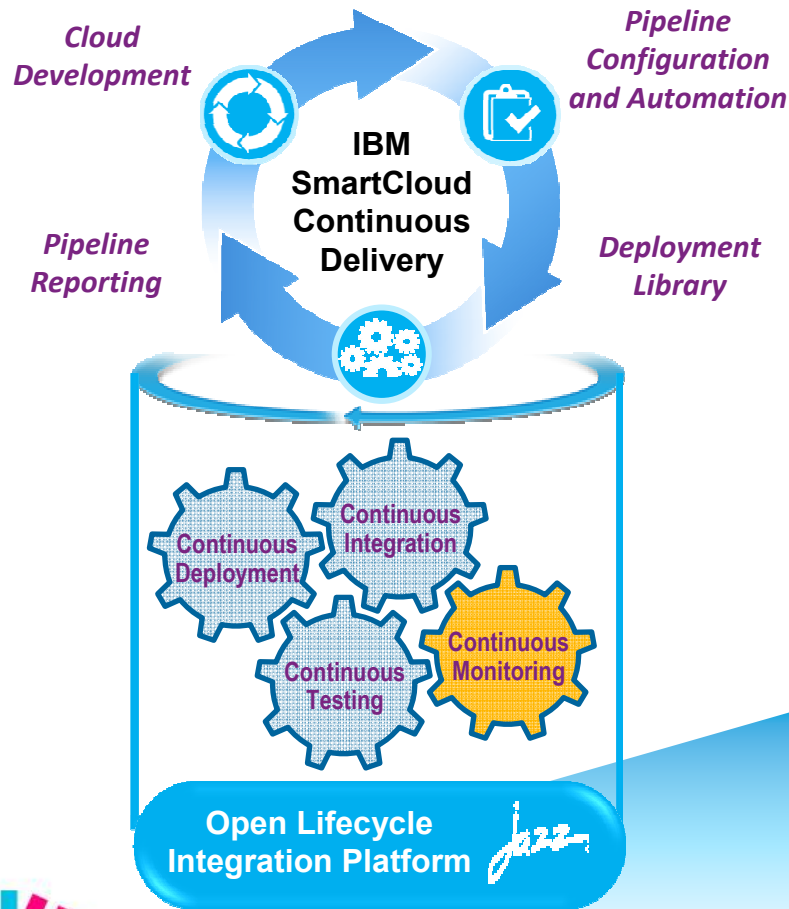 Cloud
Development
Pipeline
Configuration
and Automation
IBM
SmartCloud
Continuous
Delivery
Pipeline
Reporting
Deployment
Library
Continuous
Integration
Continuous
Deployment
Continuous
Monitoring
Continuous
Testing
Open Lifecycle
Integration Platform
jazz